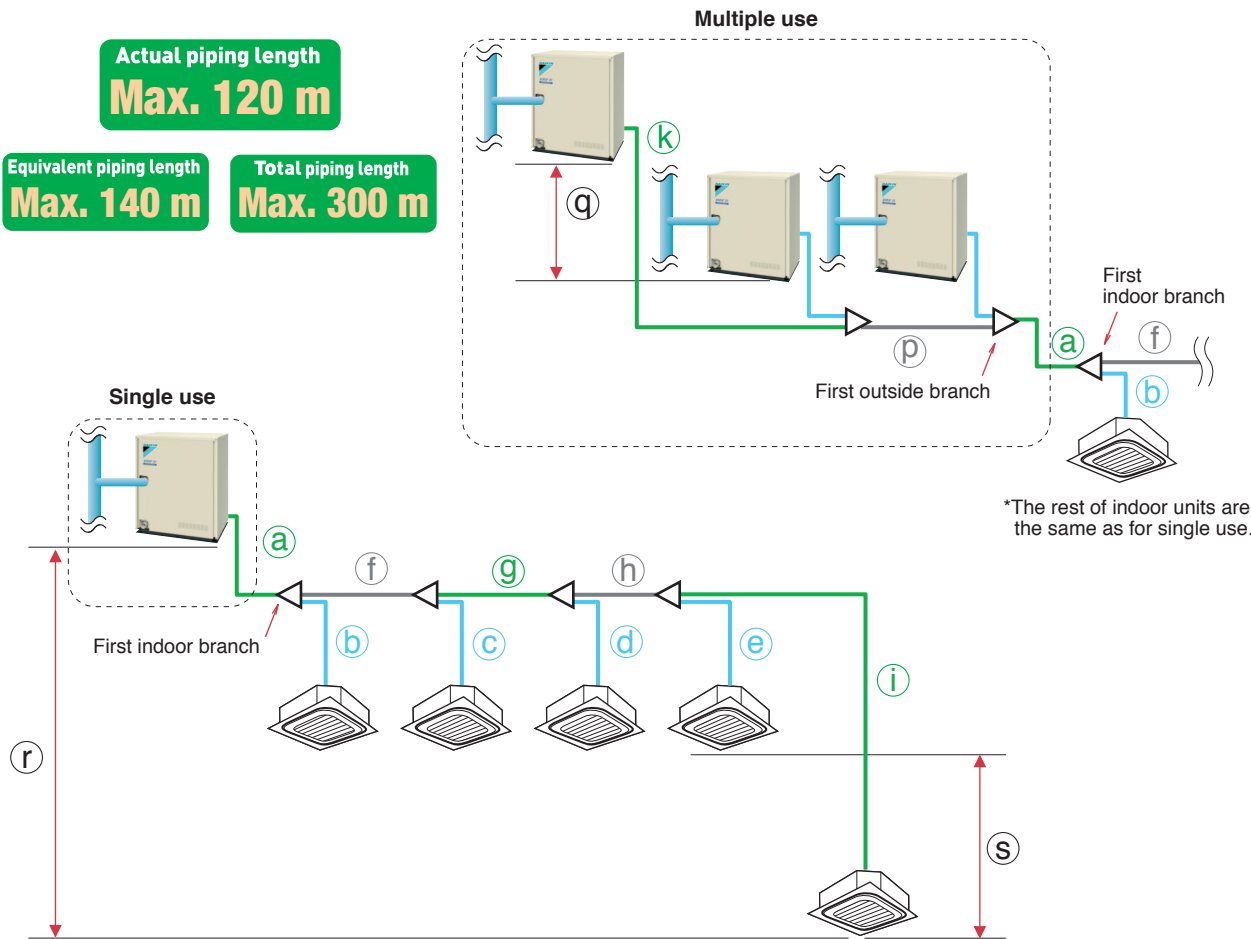 Multiple use
Actual piping length
Max. 120 m
Equivalent piping length
Max. 140 m
Total piping length
Max. 300 m
k
q
p
First outside branch
a
First
indoor branch
f
b
*The rest of indoor units are
the same as for single use.
Single use
a
First indoor branch
f
g
h
b
c
d
e
i
r
s